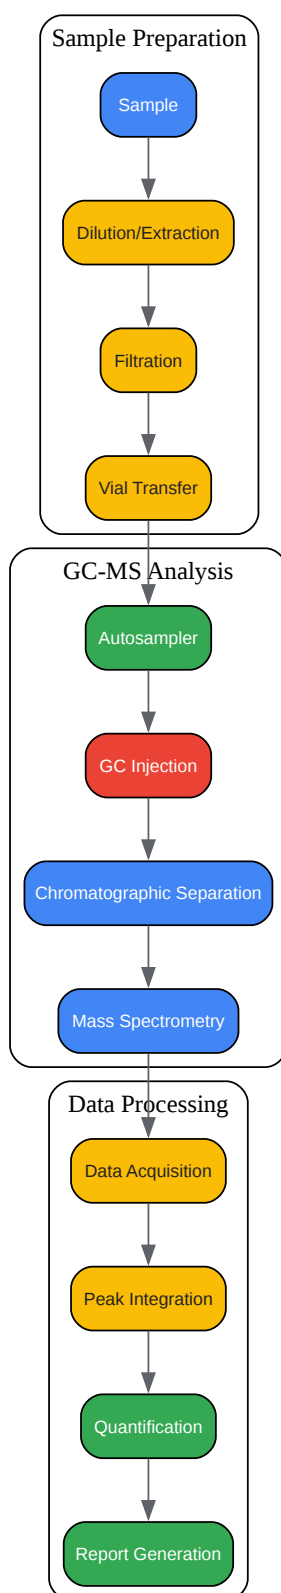 Sample Preparation
Sample
Dilution/Extraction
Filtration
Vial Transfer
GC-MS Analysis
Autosampler
GC Injection
Chromatographic Separation
Mass Spectrometry
Data Processing
Data Acquisition
Peak Integration
Quantification
Report Generation